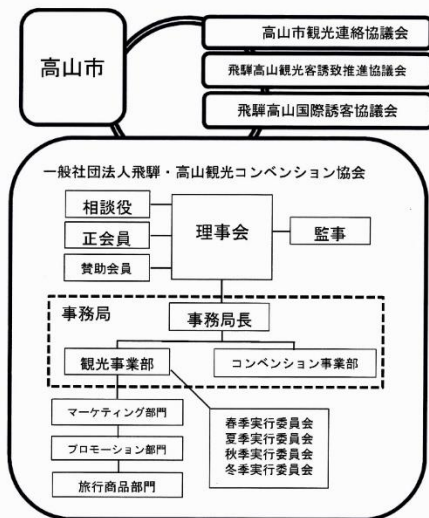 高山市
高山市観光連絡協議会
飛騨高山観光客誘致推進協議会
飛騨高山国際誘客協議会
一般社団法人飛騨・高山観光コンベンション協会
相談役
正会員
賛助会員
理事会
監事
事務局
事務局長
観光事業部
コンベンション事業部
マーケティング部門
プロモーション部門
旅行商品部門
春季実行委員会
夏季実行委員会
秋季実行委員会
冬季実行委員会